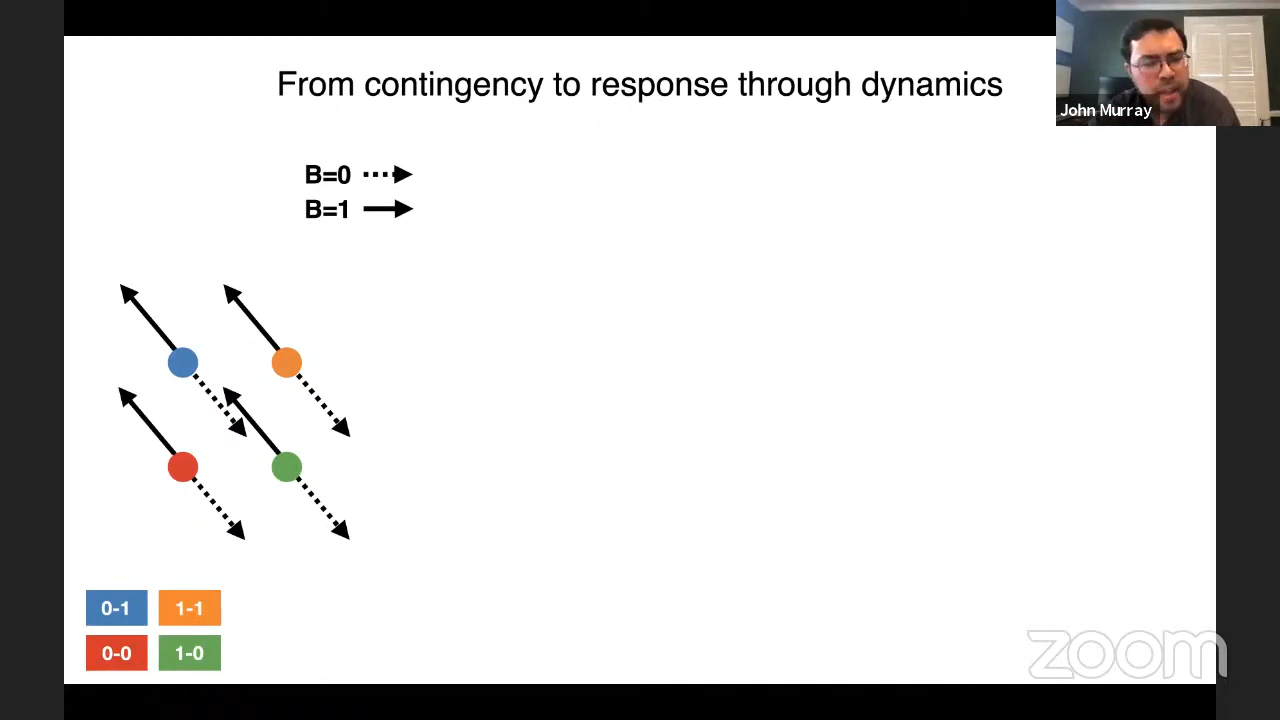 From contingency to response through dynamics
John Murray
B=0
B=1
0-1 1-1
0-0 1-0
zoom